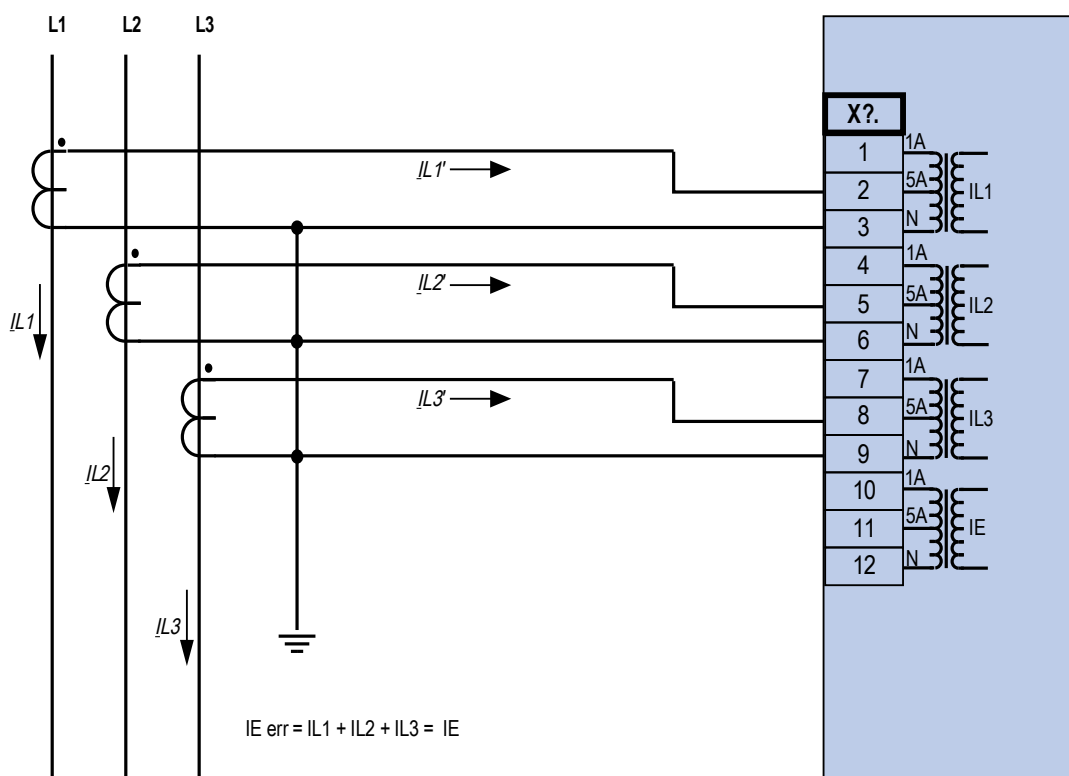 L1 L2 L3
X?.
1 1A
IL1'
2 5A IL1
3 N
4 1A
IL2'
5 5A IL2
IL1
6 N
7 1A
IL3'
8 5A IL3
9 N
IL2
10 1A
11 5A IE
12 N
IL3
IE err = IL1 + IL2 + IL3 = IE